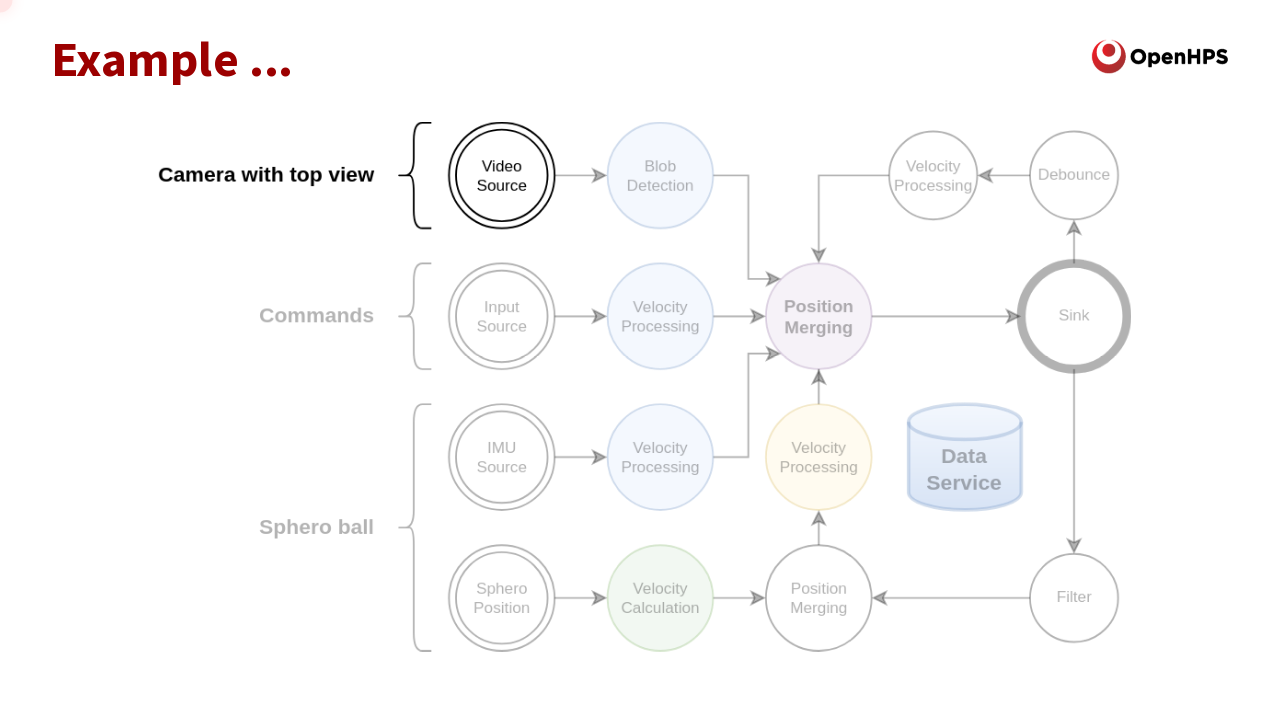 Example ...
OpenHPS
Camera with top view
Video
Source
Blob
Detection
Velocity
Processing
Debounce
Commands
Input
Source
Velocity
Processing
Position
Merging
Sink
Sphero ball
IMU
Source
Velocity
Processing
Velocity
Processing
Data
Service
Sphero
Position
Velocity
Calculation
Position
Merging
Filter